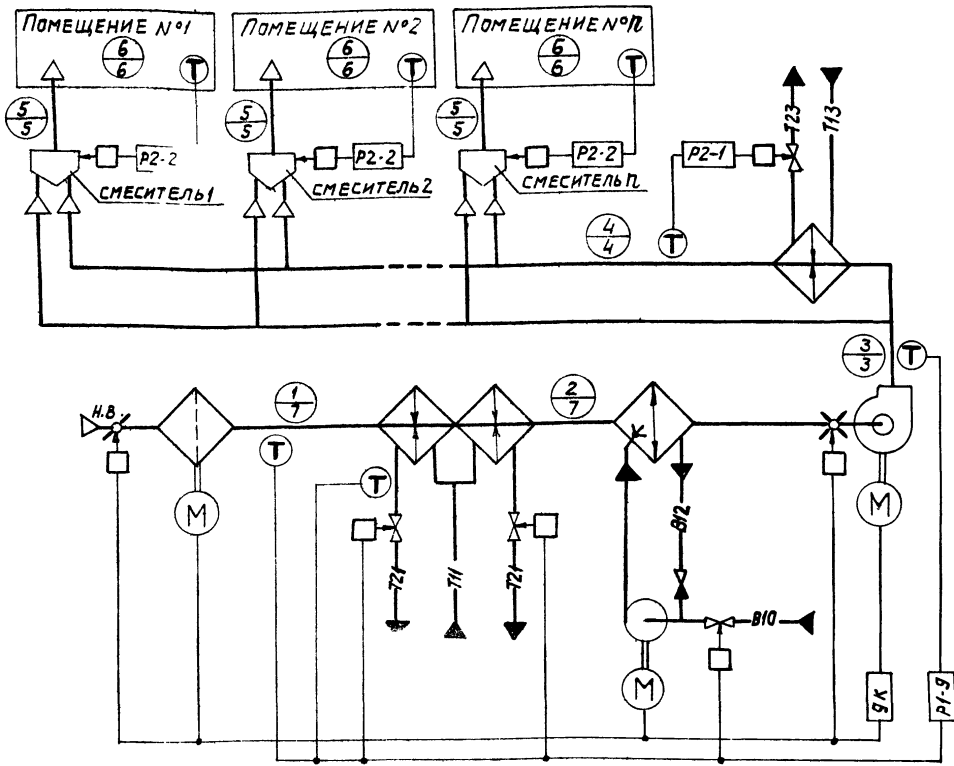 ПОМЕЩЕНИЕ №1
6
6
Т
ПОМЕЩЕНИЕ №2
6
6
Т
ПОМЕЩЕНИЕ №n
6
6
Т
5
5
5
5
5
5
Р2-2
Р2-2
Р2-2
Р2-1
Т23
Т13
СМЕСИТЕЛЬ1
СМЕСИТЕЛЬ2
СМЕСИТЕЛЬn
4
4
Т
3
3
Т
Н.В.
1
7
2
7
Т
Т
М
М
Т21
Т11
Т21
В12
В10
М
ДК
Р1-9